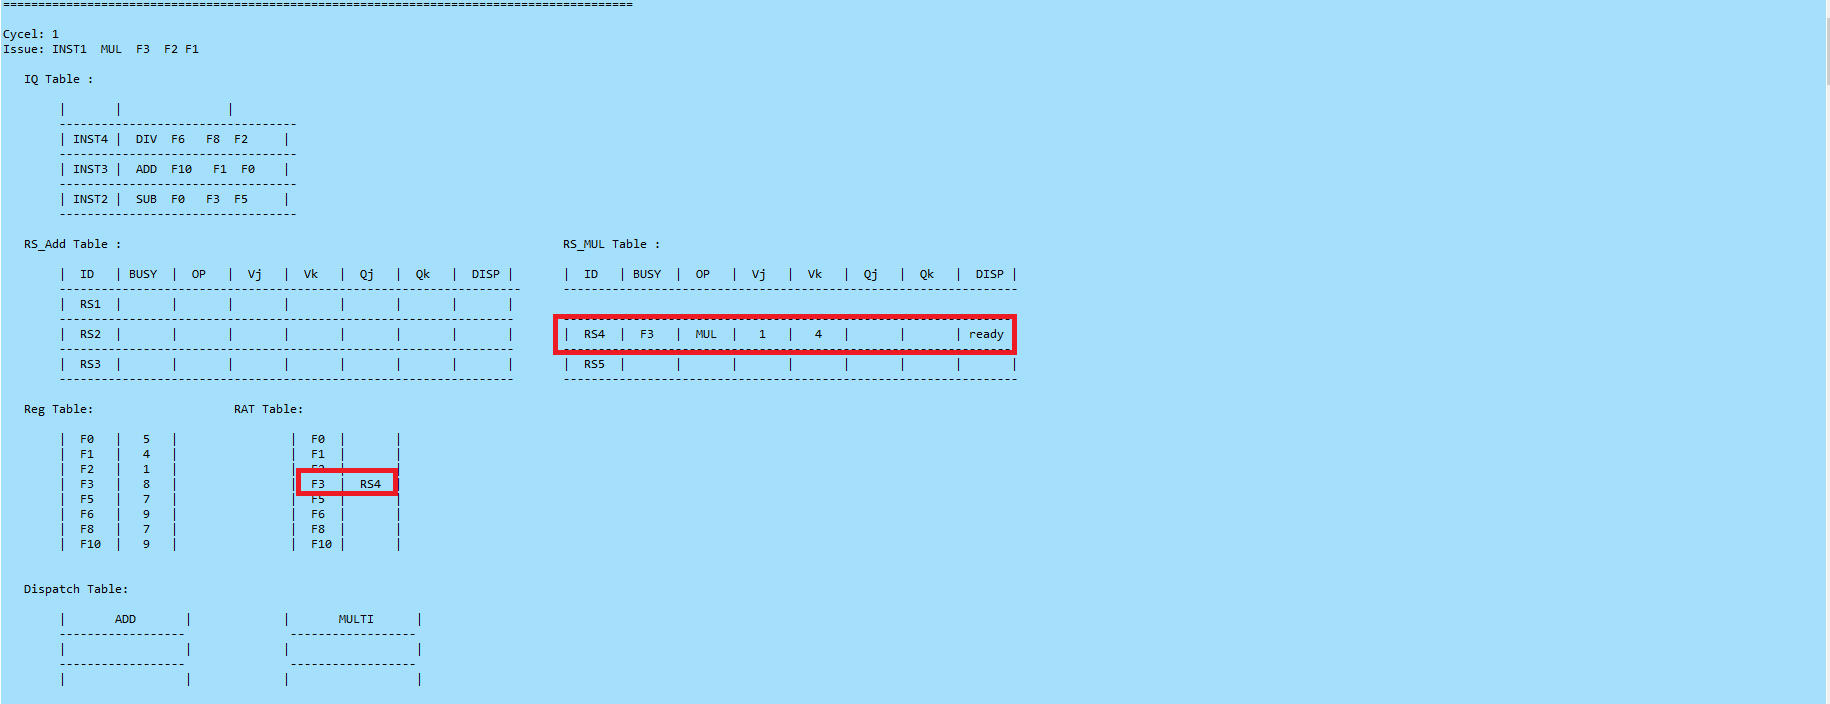 ==========================================================================================
Cycel: 1
Issue: INST1  MUL  F3  F2 F1
IQ Table :
|       |               |
----------------------------------
| INST4 |  DIV  F6   F8  F2     |
----------------------------------
| INST3 |  ADD  F10   F1  F0    |
----------------------------------
| INST2 |  SUB  F0   F3  F5     |
----------------------------------
RS_Add Table :                                                               RS_MUL Table :
|  ID   | BUSY  |  OP   |  Vj   |  Vk   |  Qj   |  Qk   |  DISP |       |  ID   | BUSY  |  OP   |  Vj   |  Vk   |  Qj   |  Qk   |  DISP |
------------------------------------------------------------------      -----------------------------------------------------------------
|  RS1  |       |       |       |       |       |       |       |
-----------------------------------------------------------------       -----------------------------------------------------------------
|  RS2  |       |       |       |       |       |       |       |       |  RS4  |  F3   |  MUL  |   1   |   4   |       |       | ready
-----------------------------------------------------------------       -----------------------------------------------------------------
|  RS3  |       |       |       |       |       |       |       |       |  RS5  |       |       |       |       |       |       |       |
-----------------------------------------------------------------       -----------------------------------------------------------------
Reg Table:                    RAT Table:
|  F0   |   5   |                |  F0  |       |
|  F1   |   4   |                |  F1  |       |
|  F2   |   1   |                |  F2  |       |
|  F3   |   8   |                |  F3  |  RS4  |
|  F5   |   7   |                |  F5  |       |
|  F6   |   9   |                |  F6  |       |
|  F8   |   7   |                |  F8  |       |
|  F10  |   9   |                |  F10 |       |
Dispatch Table:
|       ADD       |             |       MULTI      |
------------------               ------------------
|                 |             |                  |
------------------               ------------------
|                 |             |                  |